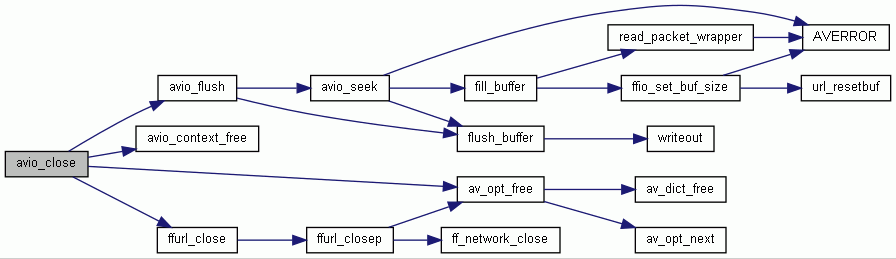 read_packet_wrapper
AVERROR
avio_flush
avio_seek
fill_buffer
ffio_set_buf_size
url_resetbuf
avio_context_free
flush_buffer
writeout
avio_close
av_opt_free
av_dict_free
ffurl_close
ffurl_closep
ff_network_close
av_opt_next